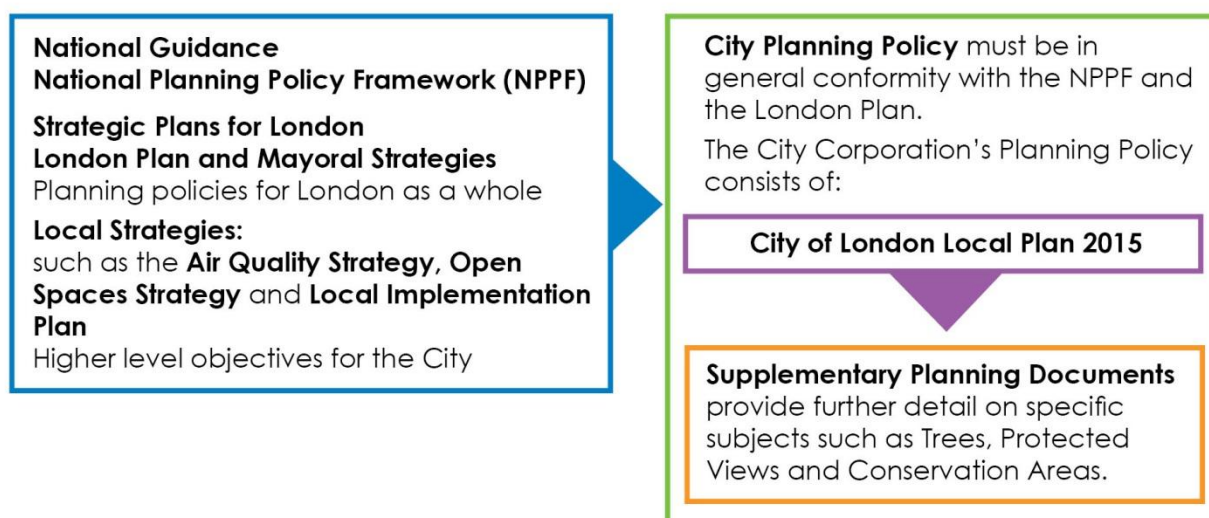 National Guidance
National Planning Policy Framework (NPPF)
Strategic Plans for London
London Plan and Mayoral Strategies
Planning policies for London as a whole
Local Strategies:
such as the Air Quality Strategy, Open
Spaces Strategy and Local Implementation
Plan
Higher level objectives for the City
City Planning Policy must be in
general conformity with the NPPF and
the London Plan.
The City Corporation’s Planning Policy
consists of:
City of London Local Plan 2015
Supplementary Planning Documents
provide further detail on specific
subjects such as Trees, Protected
Views and Conservation Areas.